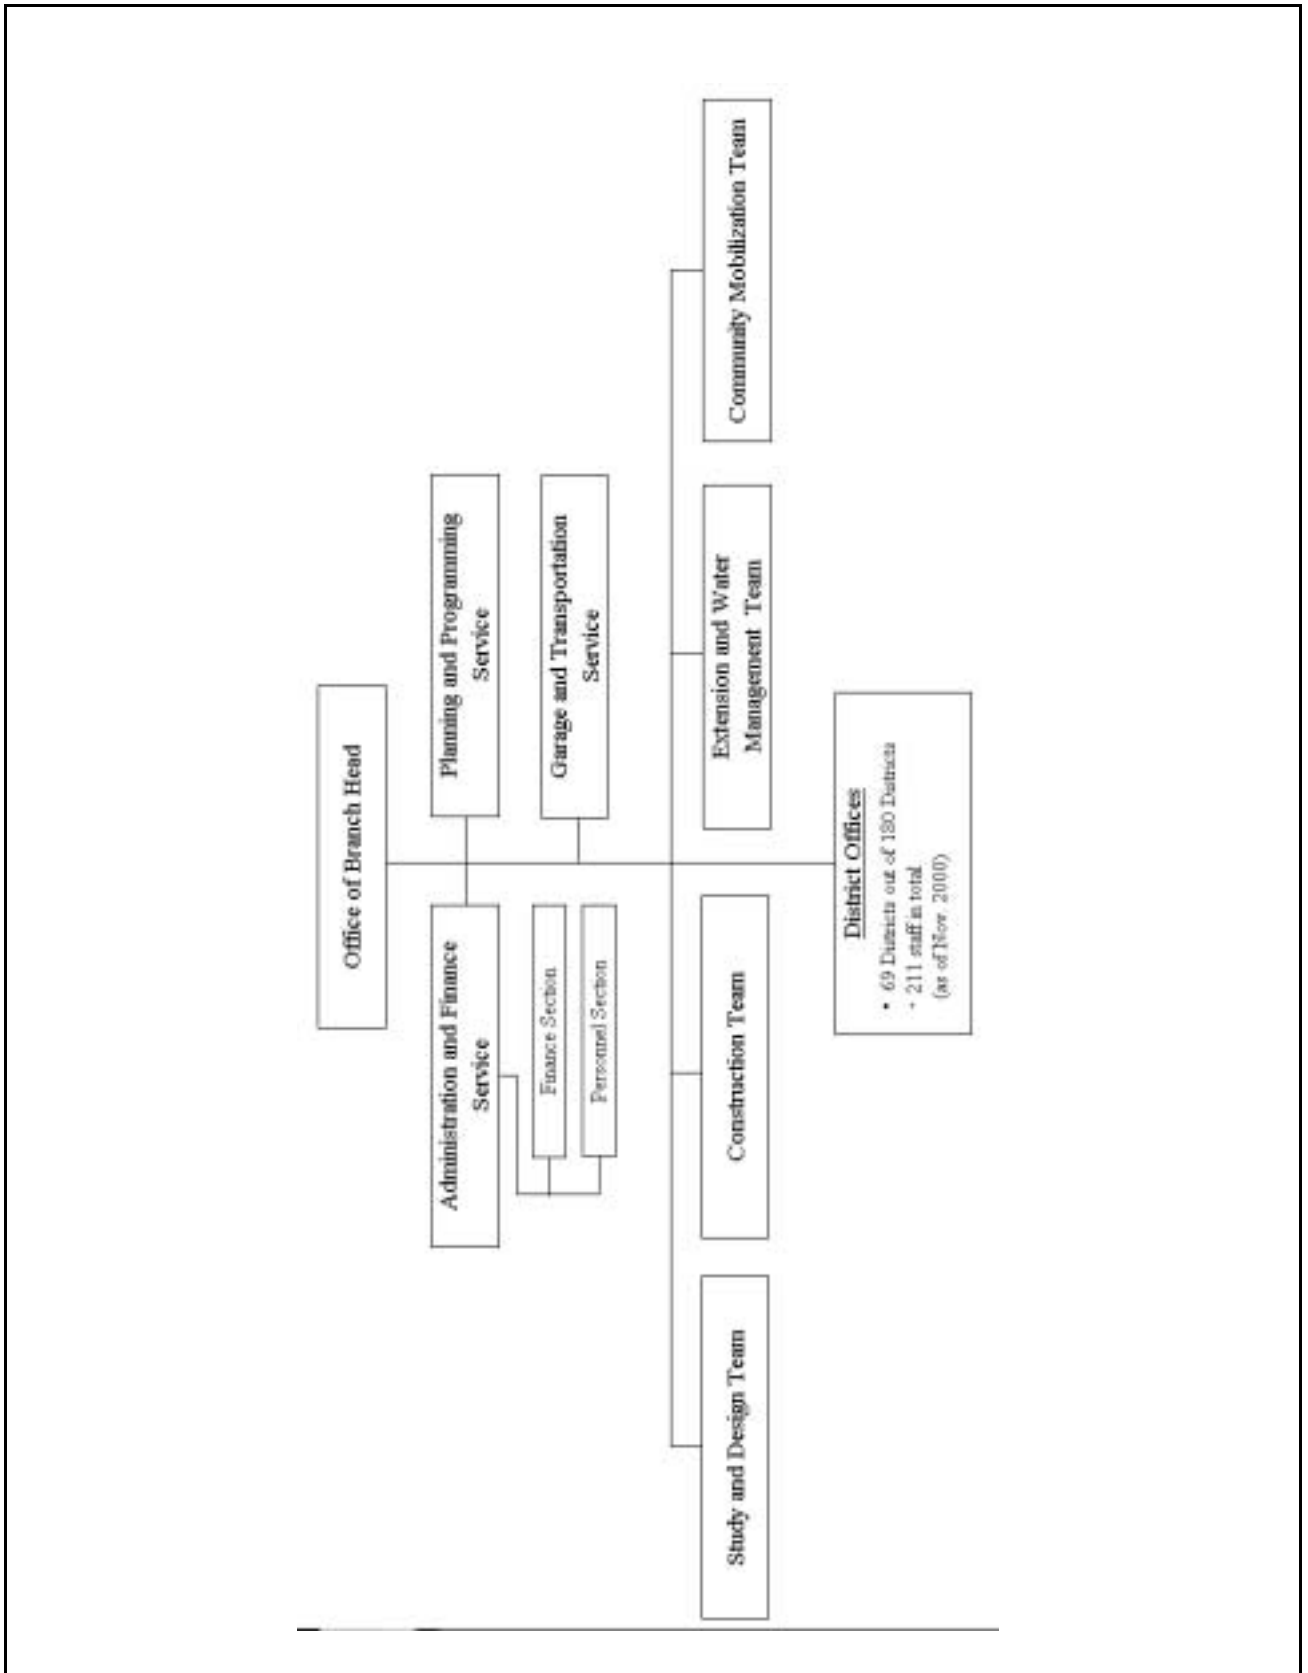 Office of Branch Head
Administration and Finance
Service
Planning and Programming
Service
Finance Section
Personnel Section
Garage and Transportation
Service
Study and Design Team
Construction Team
Extension and Water
Management Team
Community Mobilization Team
District Offices
• 69 Districts out of 180 Districts
• 211 staff in total
(as of Nov. 2000)